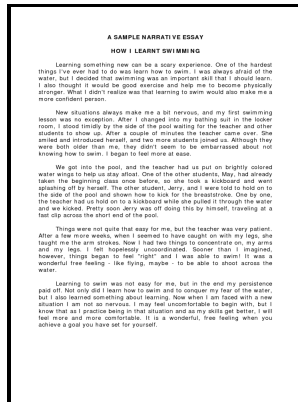 A SAMPLE NARRATIVE ESSAY
HOW I LEARNT SWIMMING
Learning something new can be a scary experience. One of the hardest
things I've ever had to do was learn how to swim. I was always afraid of the
water, but I decided that swimming was an important skill that I should learn.
I also thought it would be good exercise and help me to become physically
stronger. What I didn't realize was that learning to swim would also make me a
more confident person.
New situations always make me a bit nervous, and my first swimming
lesson was no exception. After I changed into my bathing suit in the locker
room, I stood timidly by the side of the pool waiting for the teacher and other
students to show up. After a couple of minutes the teacher came over. She
smiled and introduced herself, and two more students joined us. Although they
were both older than me, they didn't seem to be embarrassed about not
knowing how to swim. I began to feel more at ease.
We got into the pool, and the teacher had us put on brightly colored
water wings to help us stay afloat. One of the other students, May, had already
taken the beginning class once before, so she took a kickboard and went
splashing off by herself. The other student, Jerry, and I were told to hold on to
the side of the pool and shown how to kick for the breaststroke. One by one,
the teacher had us hold on to a kickboard while she pulled it through the water
and we kicked. Pretty soon Jerry was off doing this by himself, traveling at a
fast clip across the short end of the pool.
Things were not quite that easy for me, but the teacher was very patient.
After a few more weeks, when I seemed to have caught on with my legs, she
taught me the arm strokes. Now I had two things to concentrate on, my arms
and my legs. I felt hopelessly uncoordinated. Sooner than I imagined,
however, things began to feel "right" and I was able to swim! It was a
wonderful free feeling - like flying, maybe - to be able to shoot across the
water.
Learning to swim was not easy for me, but in the end my persistence
paid off. Not only did I learn how to swim and to conquer my fear of the water,
but I also learned something about learning. Now when I am faced with a new
situation I am not so nervous. I may feel uncomfortable to begin with, but I
know that as I practice being in that situation and as my skills get better, I will
feel more and more comfortable. It is a wonderful, free feeling when you
achieve a goal you have set for yourself.